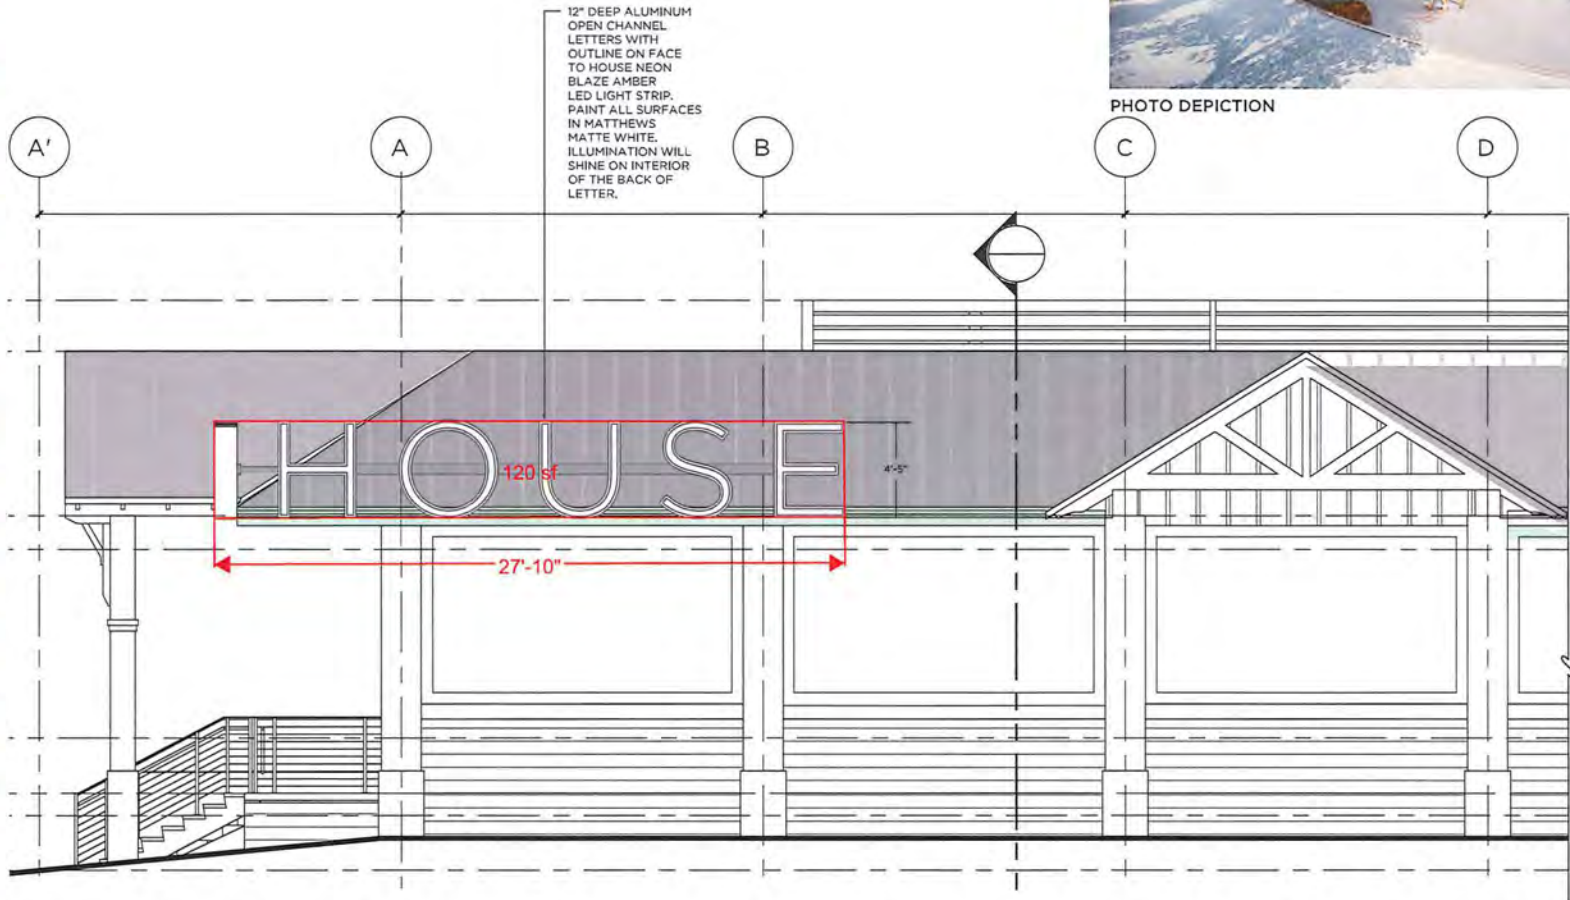 12" DEEP ALUMINUM
OPEN CHANNEL
LETTERS WITH
OUTLINE ON FACE
TO HOUSE NEON
BLAZE AMBER
LED LIGHT STRIP.
PAINT ALL SURFACES
IN MATTHEWS
MATTE WHITE.
ILLUMINATION WILL
SHINE ON INTERIOR
OF THE BACK OF
LETTER.
PHOTO DEPICTION
A' A B C D
HOUSE
120 sf
4'-5"
27'-10"